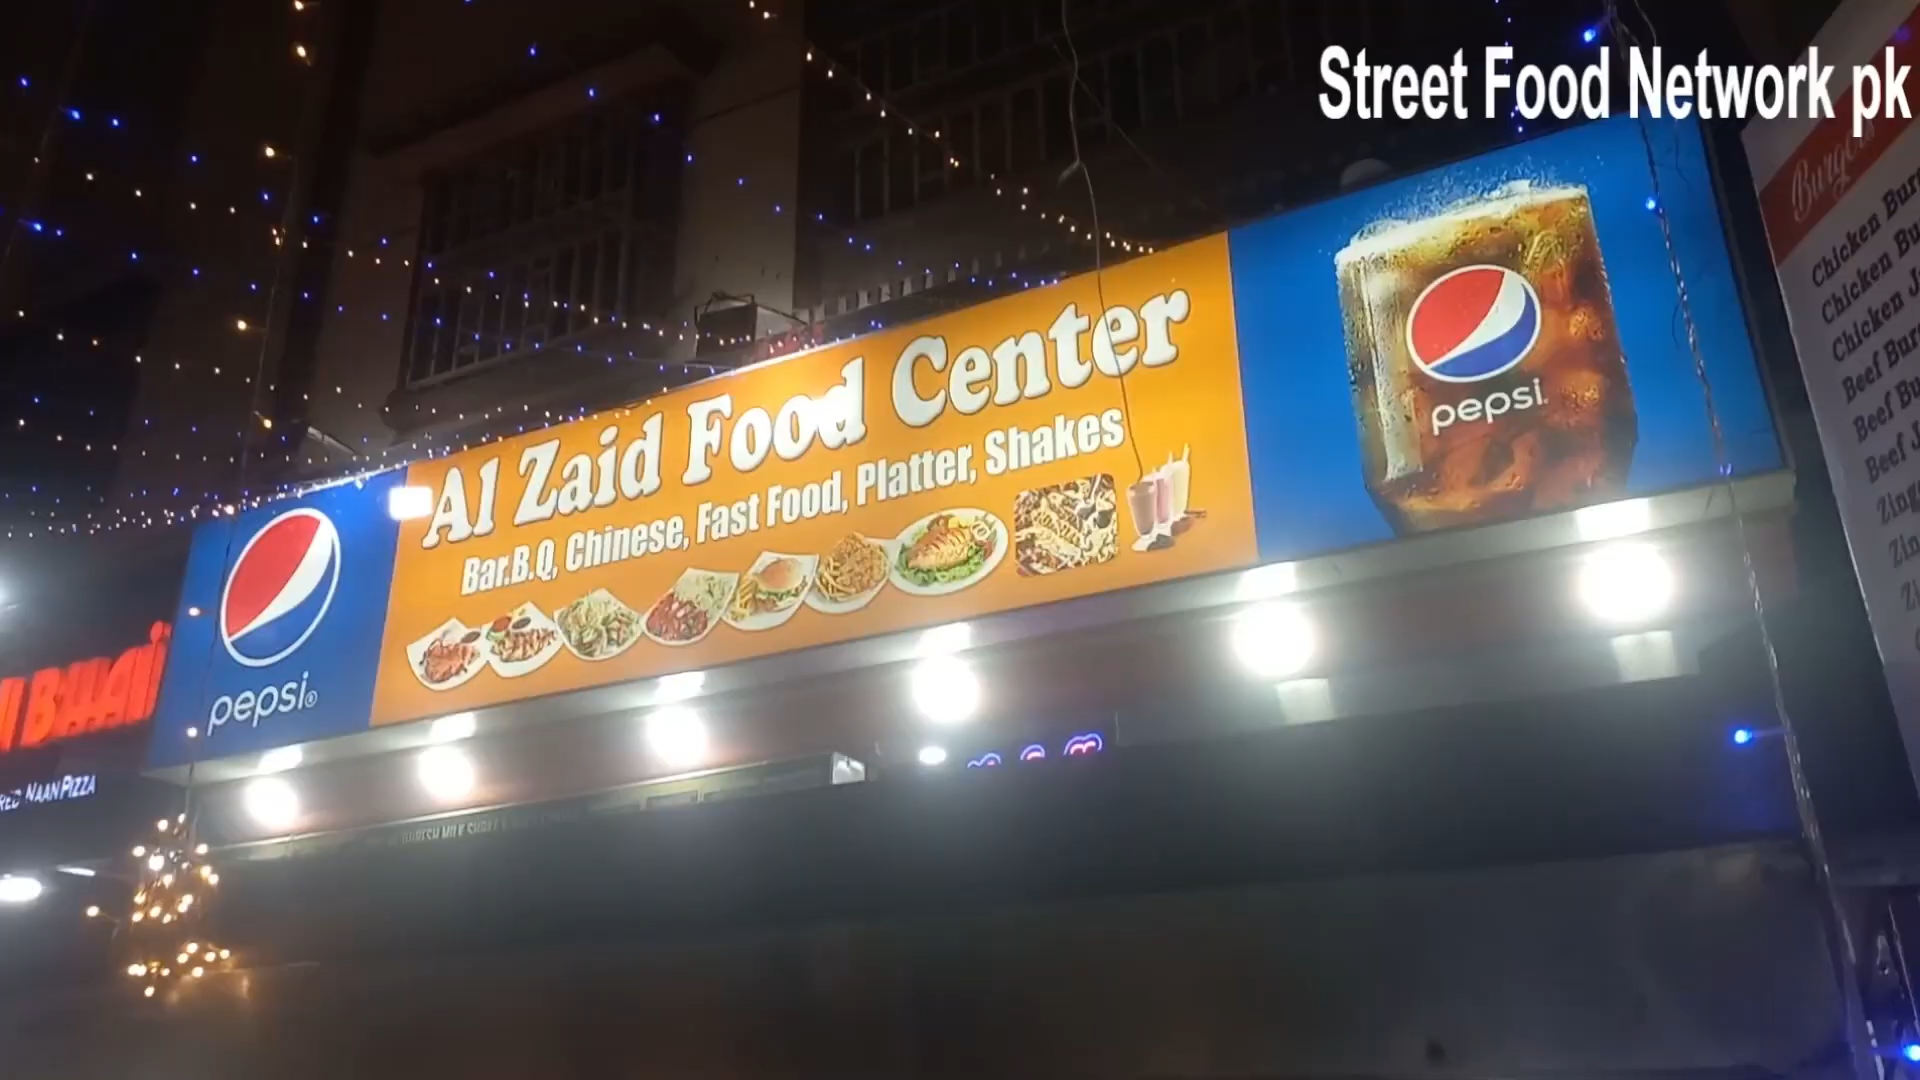 Street Food Network pk
Al Zaid Food Center
Bar.B.Q, Chinese, Fast Food, Platter, Shakes
pepsi
pepsi®
NAAN PIZZA
Burgers
Chicken
Chicken
Chicken
Beef
Beef
Beef